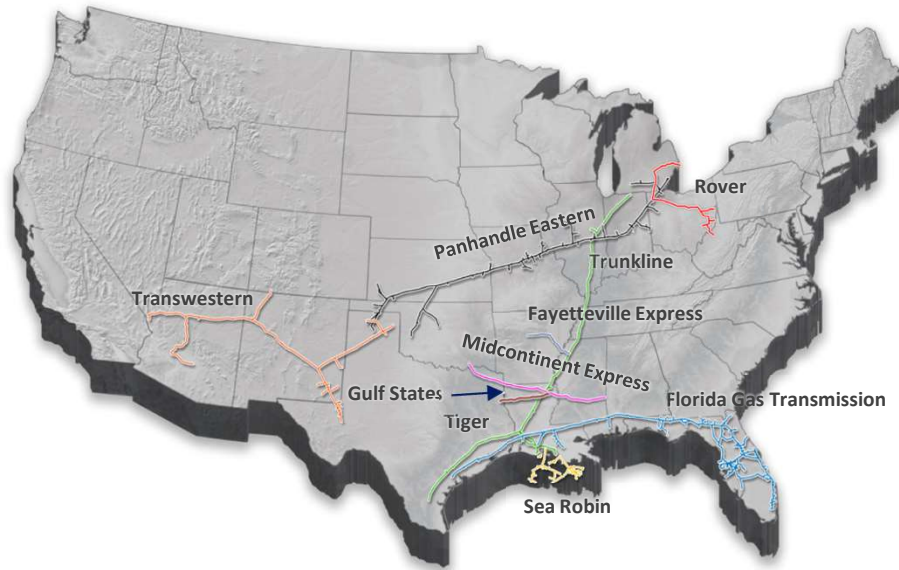 Rover
Panhandle Eastern
Trunkline
Transwestern
Fayetteville Express
Midcontinent Express
Gulf States
Florida Gas Transmission
Tiger
Sea Robin